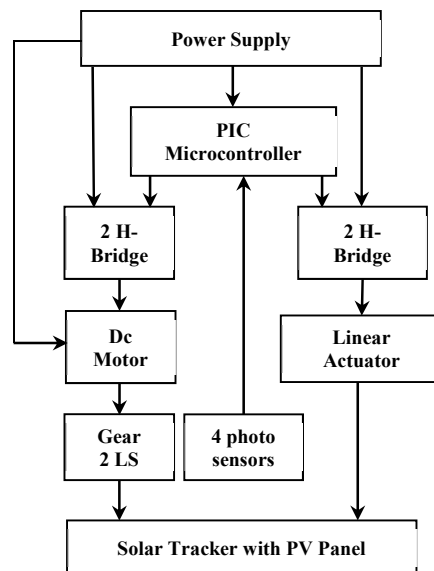 Power Supply
PIC
Microcontroller
2 H-
Bridge
2 H-
Bridge
Dc
Motor
Linear
Actuator
Gear
2 LS
4 photo
sensors
Solar Tracker with PV Panel